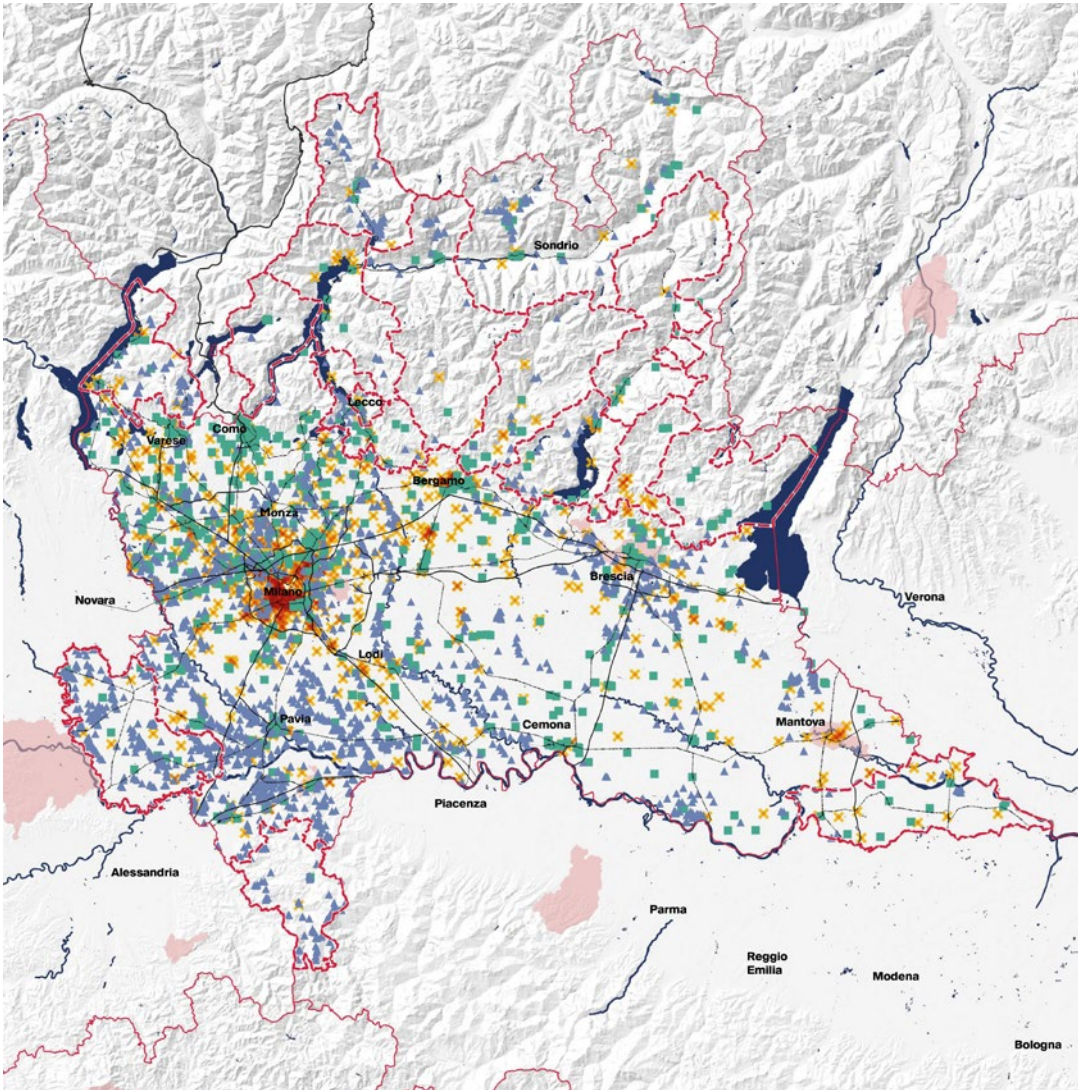 Sondrio
Lecco
Varese
Como
Bergamo
Monza
Brescia
Milano
Novara
Verona
Lodi
Pavia
Cemona
Mantova
Piacenza
Alessandria
Parma
Reggio
Emilia
Modena
Bologna